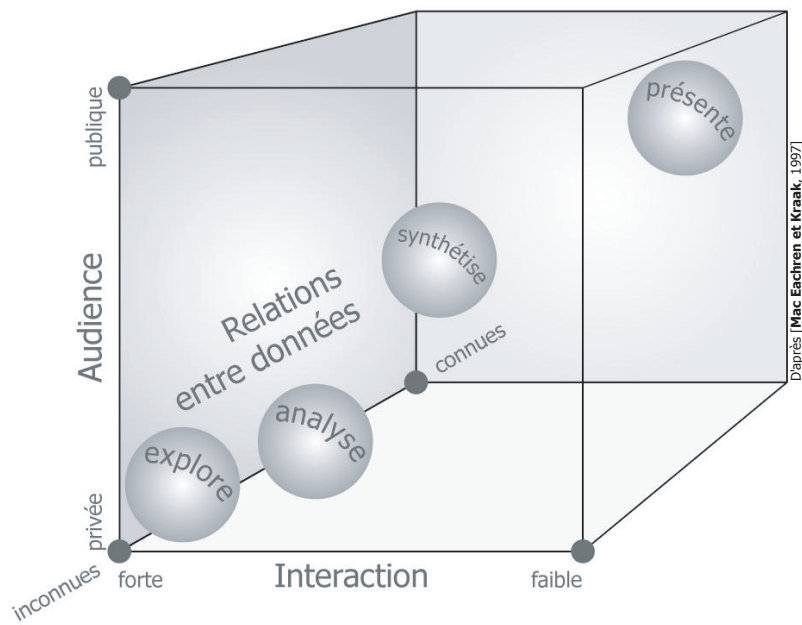 présente
publique
D'après [Mac Eachren et Kraak, 1997]
synthétise
Audience
Relations
entre données
connues
analyse
explore
privée
inconnues
forte
Interaction
faible